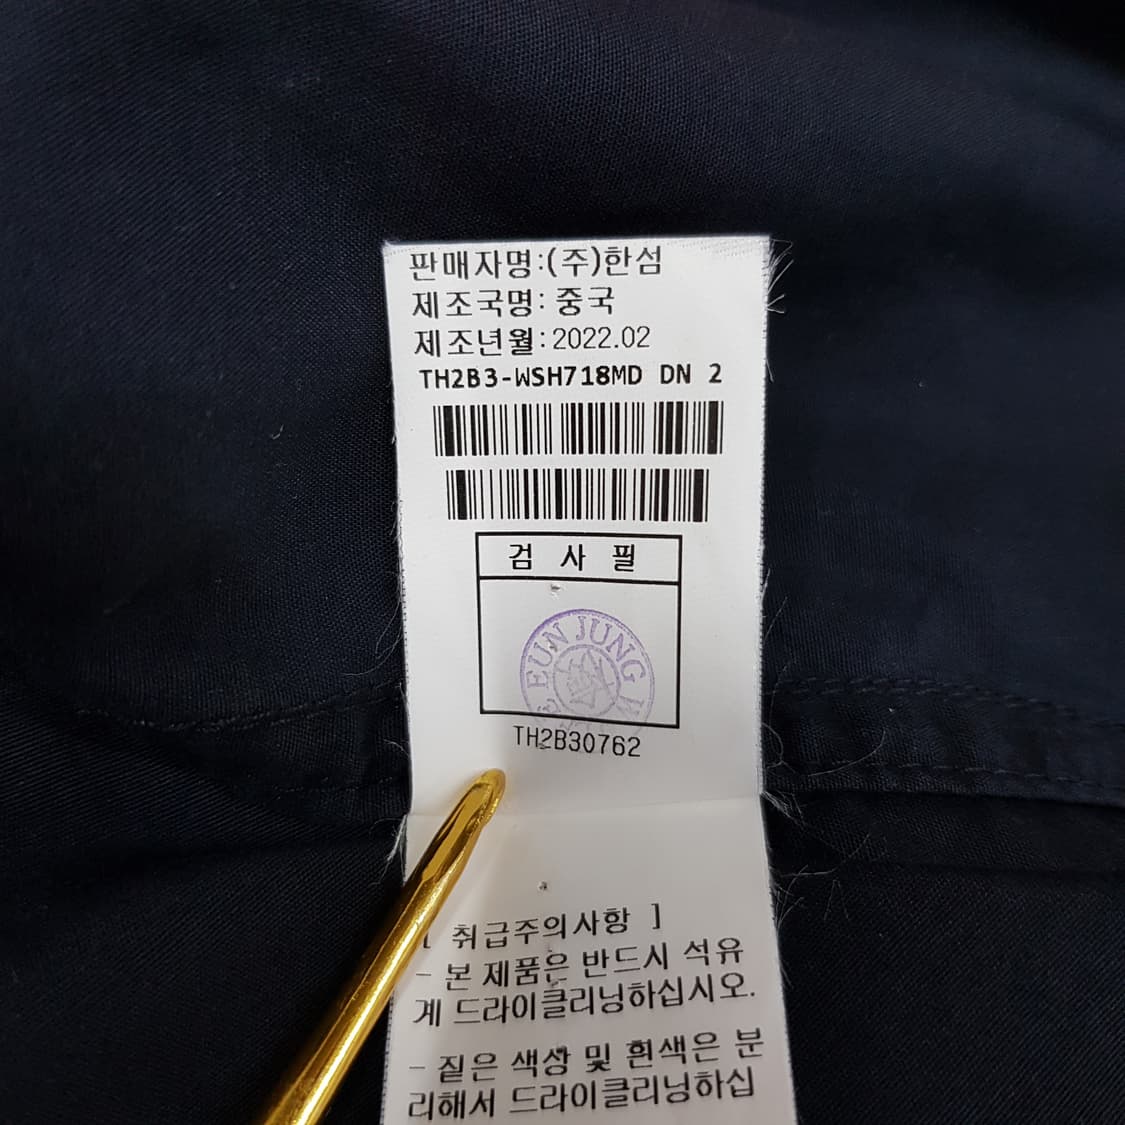 판매자명:(주)한섬
제조국명: 중국
제조년월:2022.02
TH2B3-WSH718MD DN 2
검 사 필
EUN JUNG
TH2B30762
[ 취급주의사항 ]
- 본 제품은 반드시 석유
계 드라이클리닝하십시오.
- 짙은 색상 및 흰색은 분
리해서 드라이클리닝하십